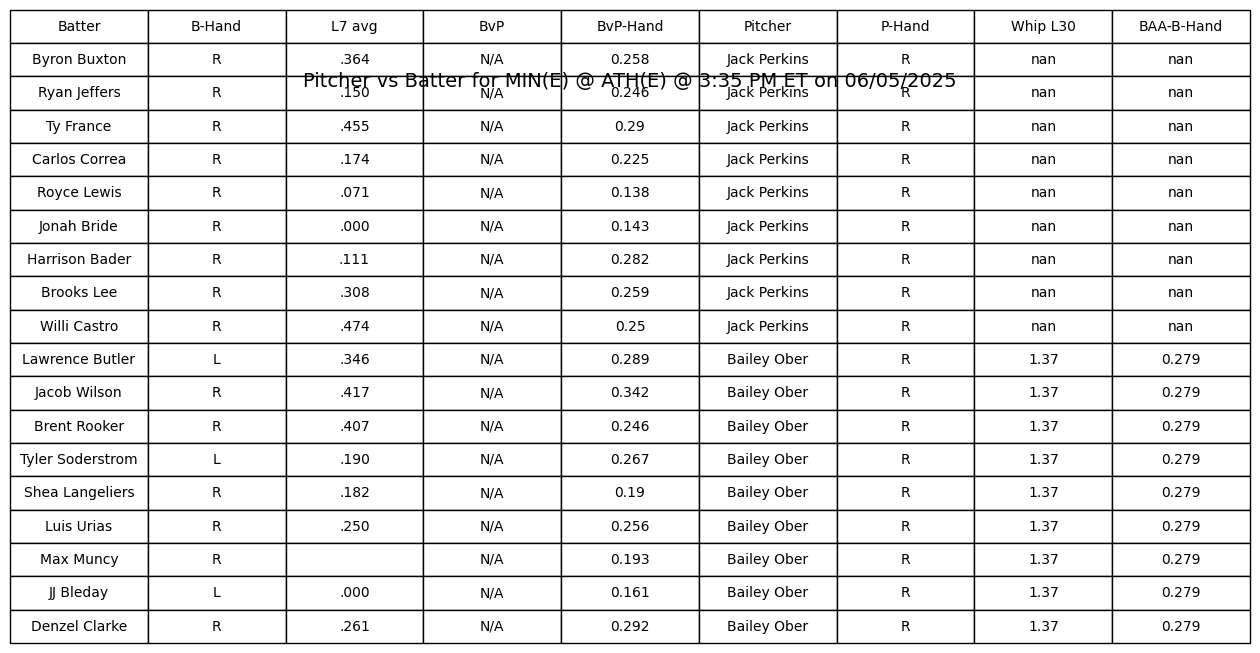 Batter B-Hand L7 avg BvP BvP-Hand Pitcher P-Hand Whip L30 BAA-B-Hand
Byron Buxton R .364 N/A 0.258 Jack Perkins R nan nan
Pitcher vs Batter for MIN(E) @ ATH(E) @ 3:35 PM ET on 06/05/2025
Ryan Jeffers R .150 N/A 0.246 Jack Perkins R nan nan
Ty France R .455 N/A 0.29 Jack Perkins R nan nan
Carlos Correa R .174 N/A 0.225 Jack Perkins R nan nan
Royce Lewis R .071 N/A 0.138 Jack Perkins R nan nan
Jonah Bride R .000 N/A 0.143 Jack Perkins R nan nan
Harrison Bader R .111 N/A 0.282 Jack Perkins R nan nan
Brooks Lee R .308 N/A 0.259 Jack Perkins R nan nan
Willi Castro R .474 N/A 0.25 Jack Perkins R nan nan
Lawrence Butler L .346 N/A 0.289 Bailey Ober R 1.37 0.279
Jacob Wilson R .417 N/A 0.342 Bailey Ober R 1.37 0.279
Brent Rooker R .407 N/A 0.246 Bailey Ober R 1.37 0.279
Tyler Soderstrom L .190 N/A 0.267 Bailey Ober R 1.37 0.279
Shea Langeliers R .182 N/A 0.19 Bailey Ober R 1.37 0.279
Luis Urias R .250 N/A 0.256 Bailey Ober R 1.37 0.279
Max Muncy R N/A 0.193 Bailey Ober R 1.37 0.279
JJ Bleday L .000 N/A 0.161 Bailey Ober R 1.37 0.279
Denzel Clarke R .261 N/A 0.292 Bailey Ober R 1.37 0.279